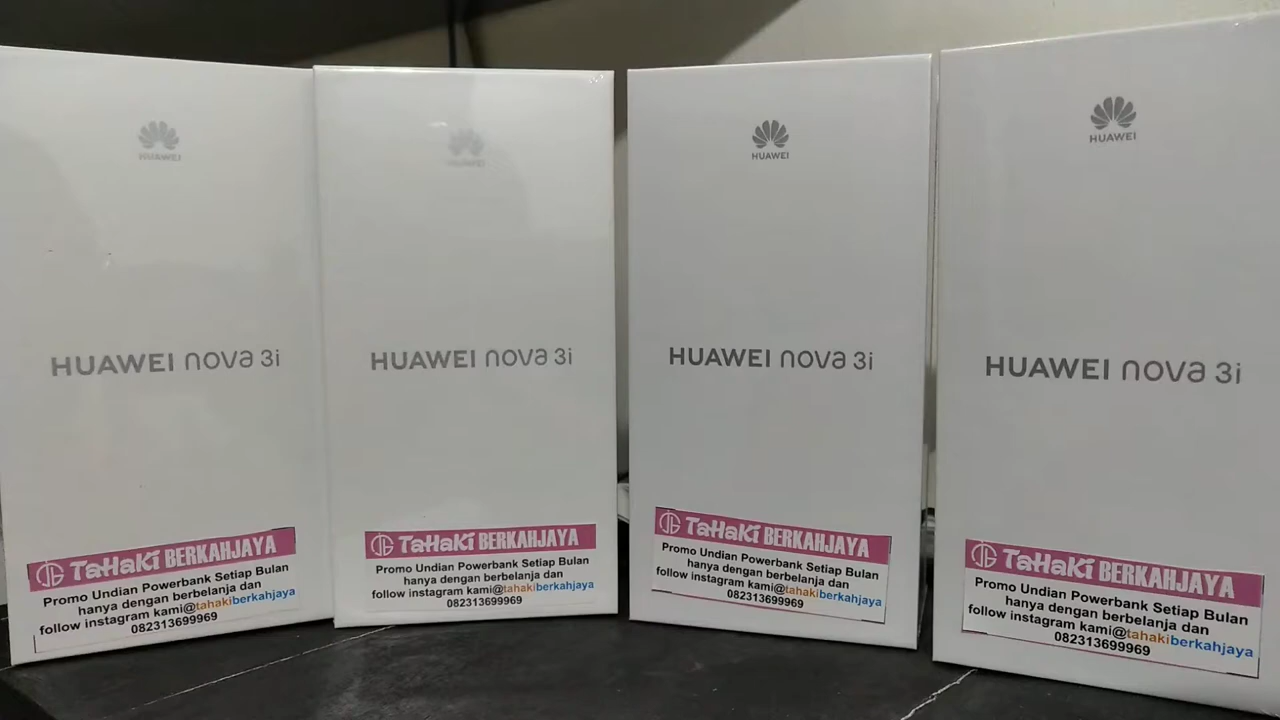 HUAWEI
HUAWEI nova 3i
TaHaKi BERKAHJAYA
Promo Undian Powerbank Setiap Bulan
hanya dengan berbelanja dan
follow instagram kami@tahakiberkahjaya
082313699969
HUAWEI
HUAWEI nova 3i
TaHaKi BERKAHJAYA
Promo Undian Powerbank Setiap Bulan
hanya dengan berbelanja dan
follow instagram kami@tahakiberkahjaya
082313699969
HUAWEI
HUAWEI nova 3i
TaHaKi BERKAHJAYA
Promo Undian Powerbank Setiap Bulan
hanya dengan berbelanja dan
follow instagram kami@tahakiberkahjaya
082313699969
HUAWEI
HUAWEI nova 3i
TaHaKi BERKAHJAYA
Promo Undian Powerbank Setiap Bulan
hanya dengan berbelanja dan
follow instagram kami@tahakiberkahjaya
082313699969